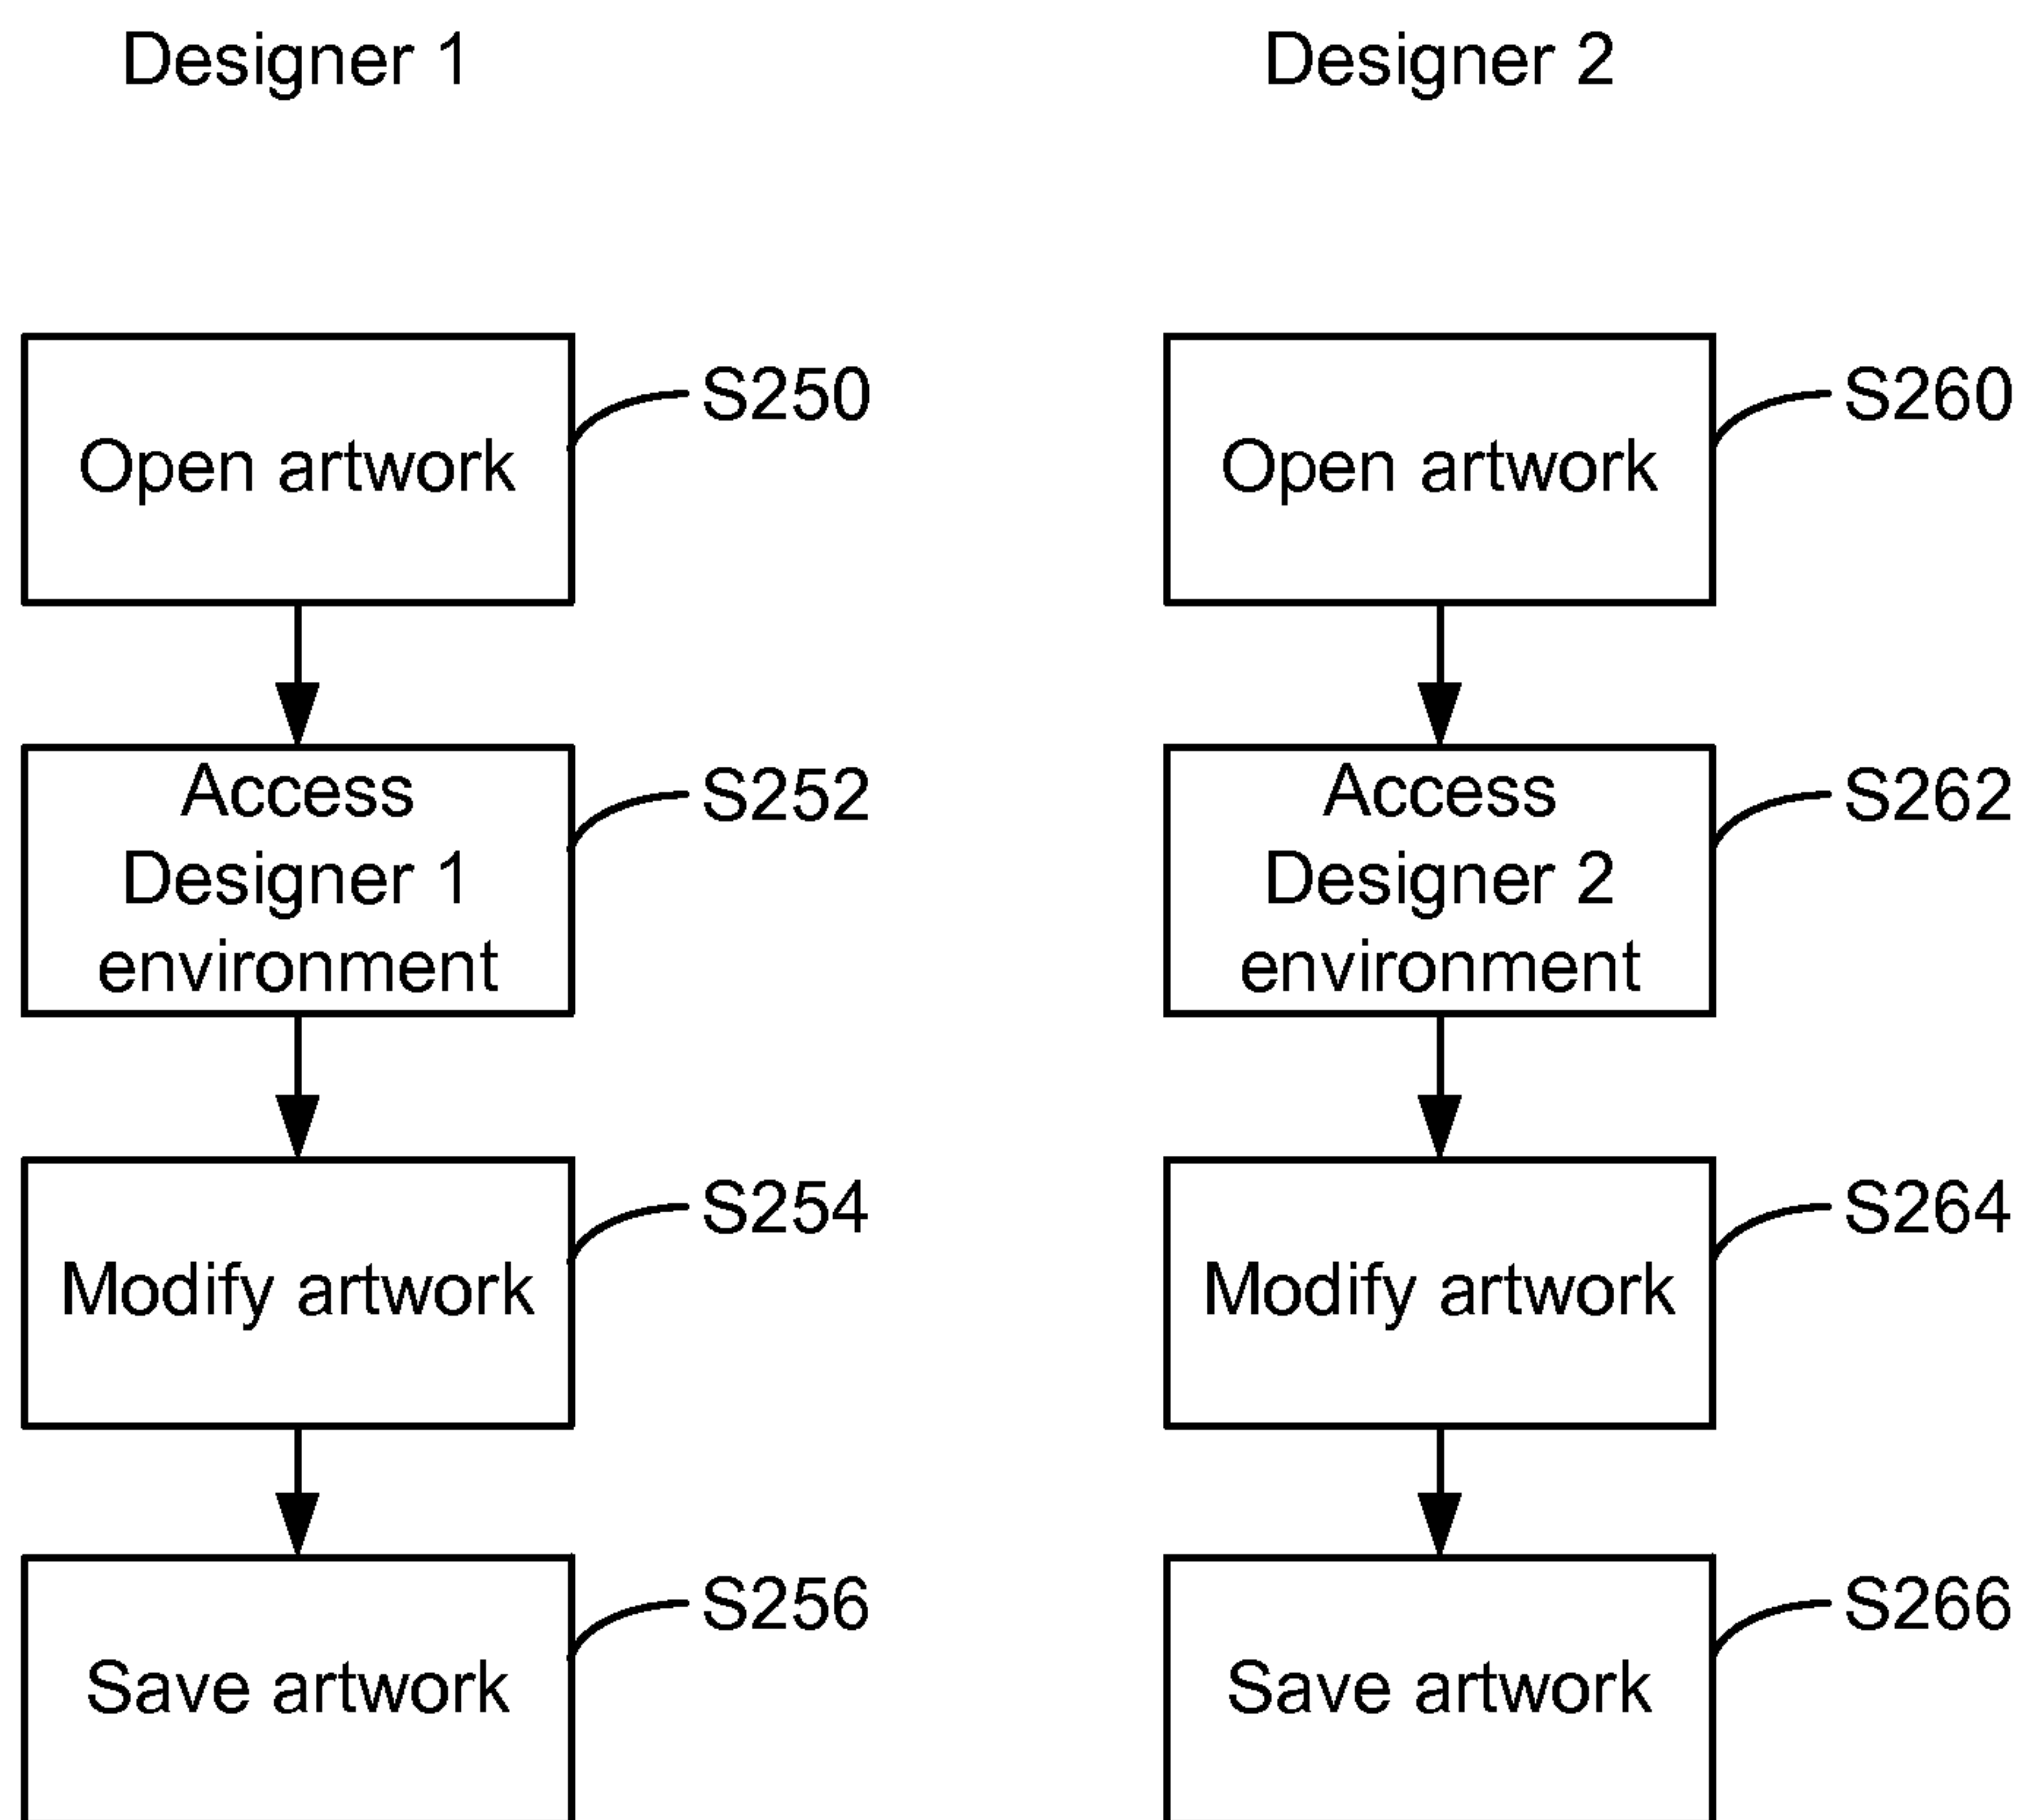 Designer 1
Designer 2
Open artwork
S250
Access
Designer 1
environment
S252
Modify artwork
S254
Save artwork
S256
Open artwork
S260
Access
Designer 2
environment
S262
Modify artwork
S264
Save artwork
S266